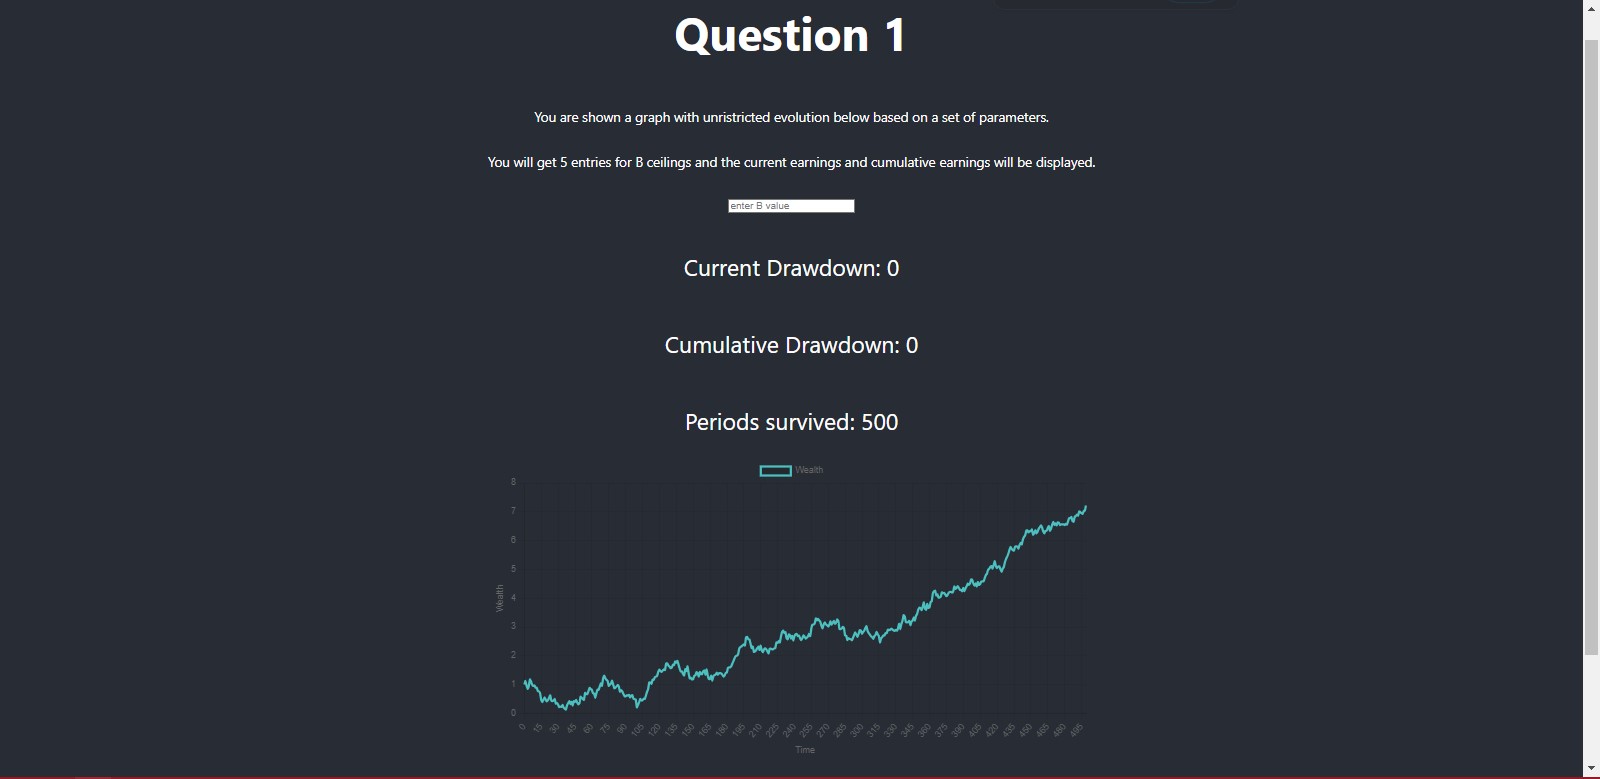 Question 1
You are shown a graph with unristricted evolution below based on a set of parameters.
You will get 5 entries for B ceilings and the current earnings and cumulative earnings will be displayed.
enter B value
Current Drawdown: 0
Cumulative Drawdown: 0
Periods survived: 500
Wealth
8
7
6
5
4
3
2
1
0
Wealth
0 15 30 45 60 75 90 105 120 135 150 165 180 195 210 225 240 255 270 285 300 315 330 345 360 375 390 405 420 435 450 465 480 495
Time